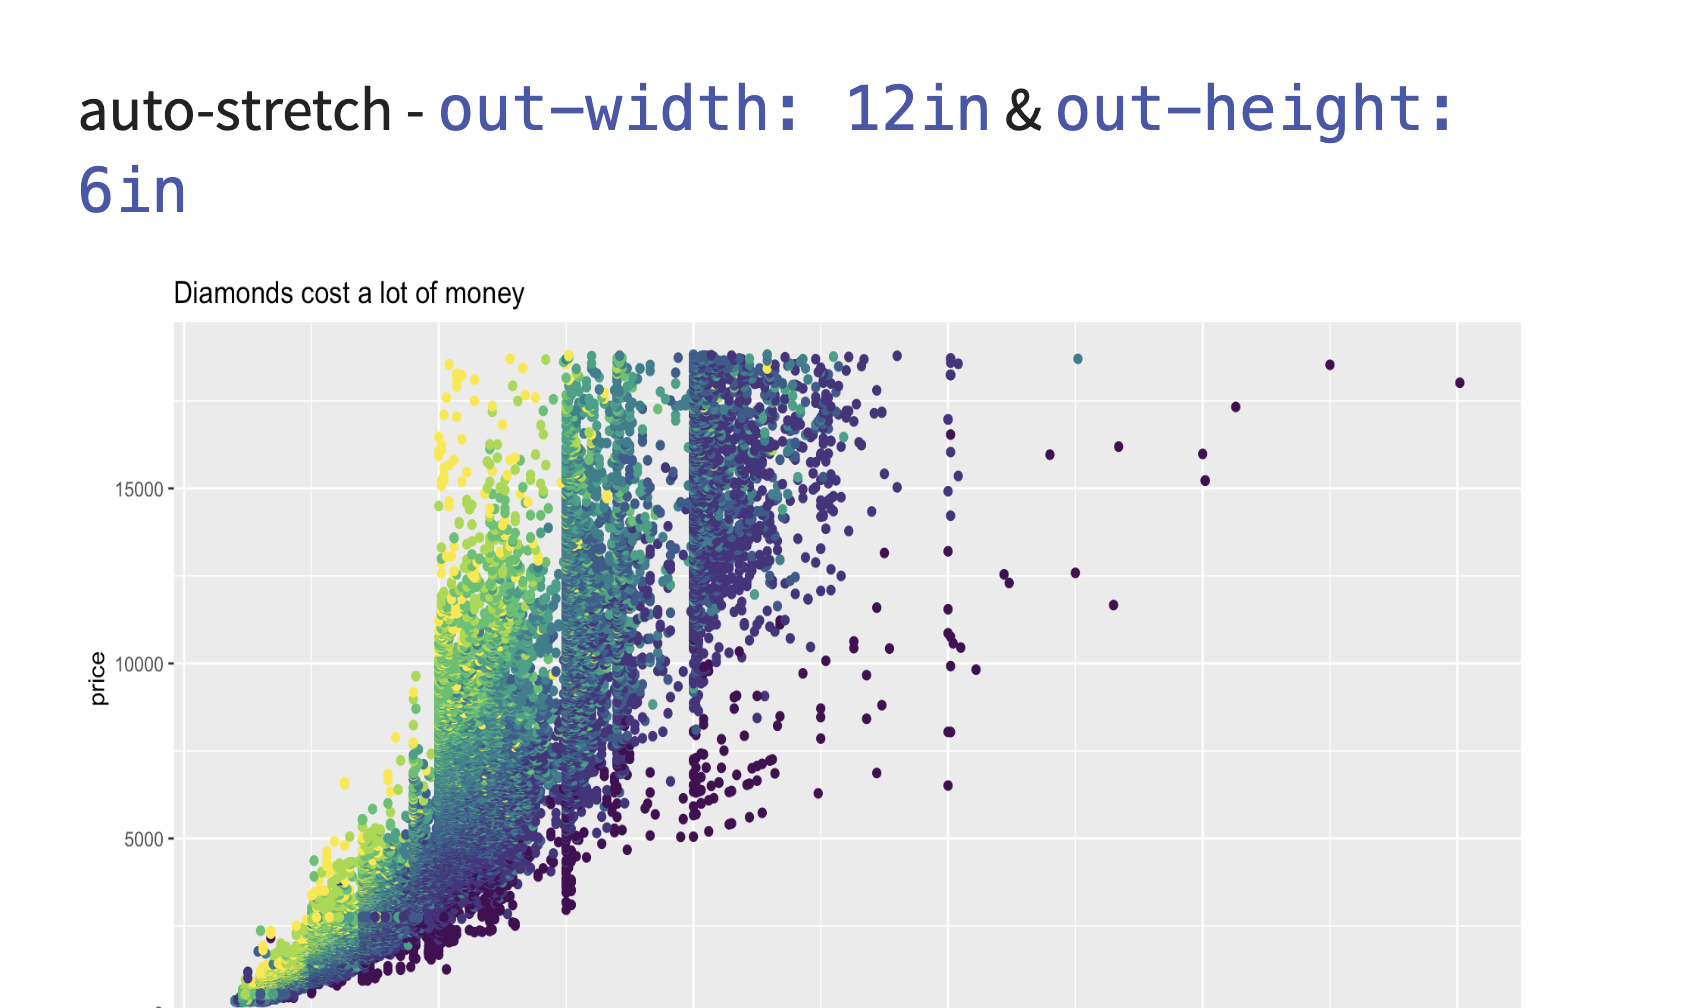 auto-stretch - out-width: 12in & out-height:
6in
Diamonds cost a lot of money
15000
10000
price
5000